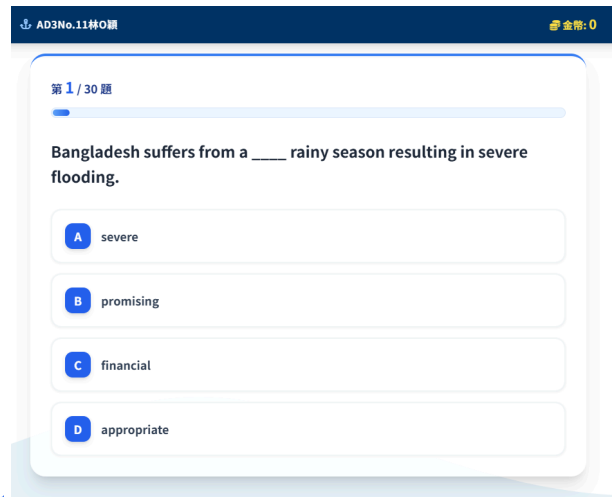 AD3No.11林O穎
金幣: 0
第 1 / 30 題
Bangladesh suffers from a ____ rainy season resulting in severe
flooding.
A severe
B promising
C financial
D appropriate